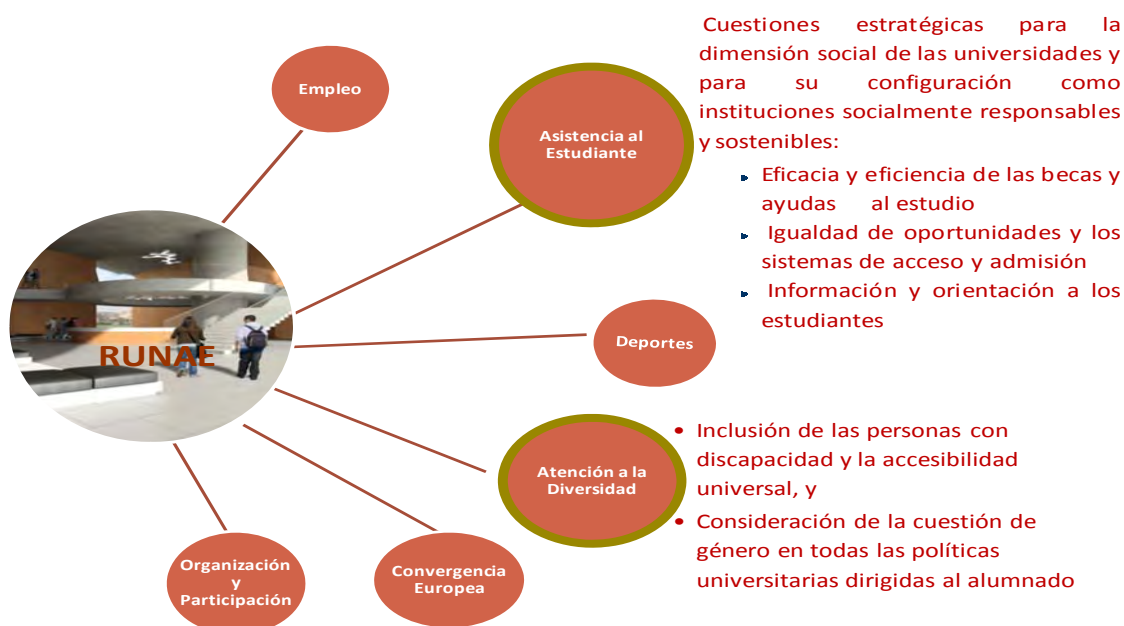 Cuestiones estratégicas para la
dimensión social de las universidades y
para su configuración como
instituciones socialmente responsables
y sostenibles:
Eficacia y eficiencia de las becas y
ayudas al estudio
Igualdad de oportunidades y los
sistemas de acceso y admisión
Información y orientación a los
estudiantes
Empleo
Asistencia al
Estudiante
RUNAE
Deportes
Atención a la
Diversidad
• Inclusión de las personas con
discapacidad y la accesibilidad
universal, y
• Consideración de la cuestión de
género en todas las políticas
universitarias dirigidas al alumnado
Organización
y
Participación
Convergencia
Europea